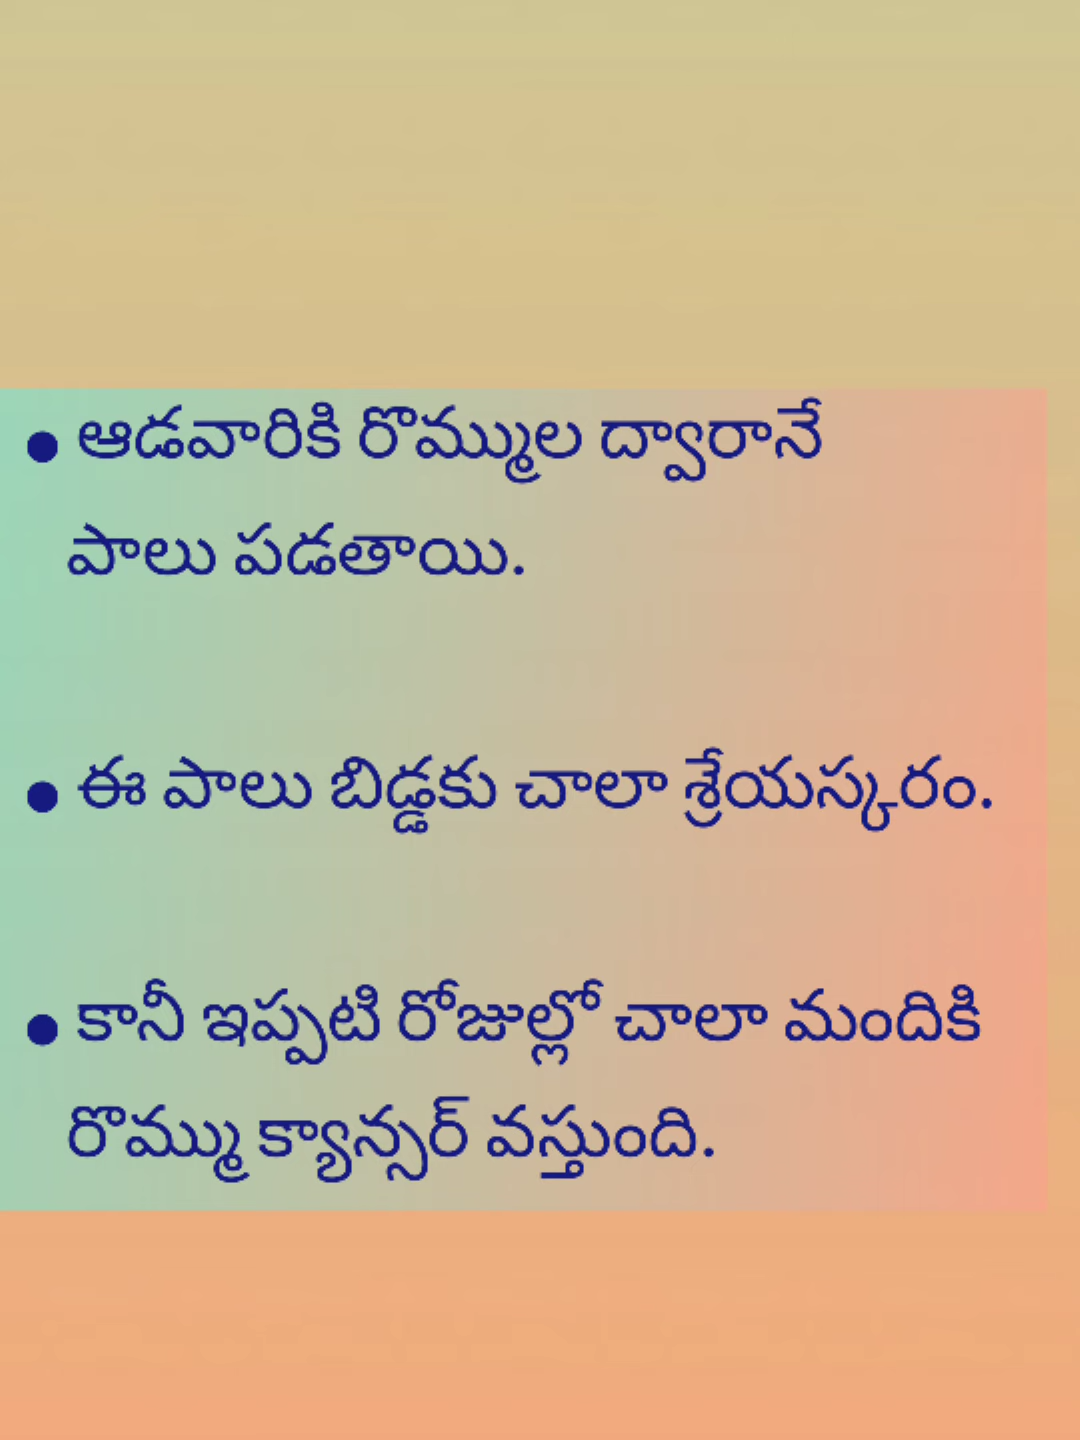 • ఆడవారికి రొమ్ముల ద్వారానే
పాలు పడతాయి.
• ఈ పాలు బిడ్డకు చాలా శ్రేయస్కరం.
• కానీ ఇప్పటి రోజుల్లో చాలా మందికి
రొమ్ము క్యాన్సర్ వస్తుంది.